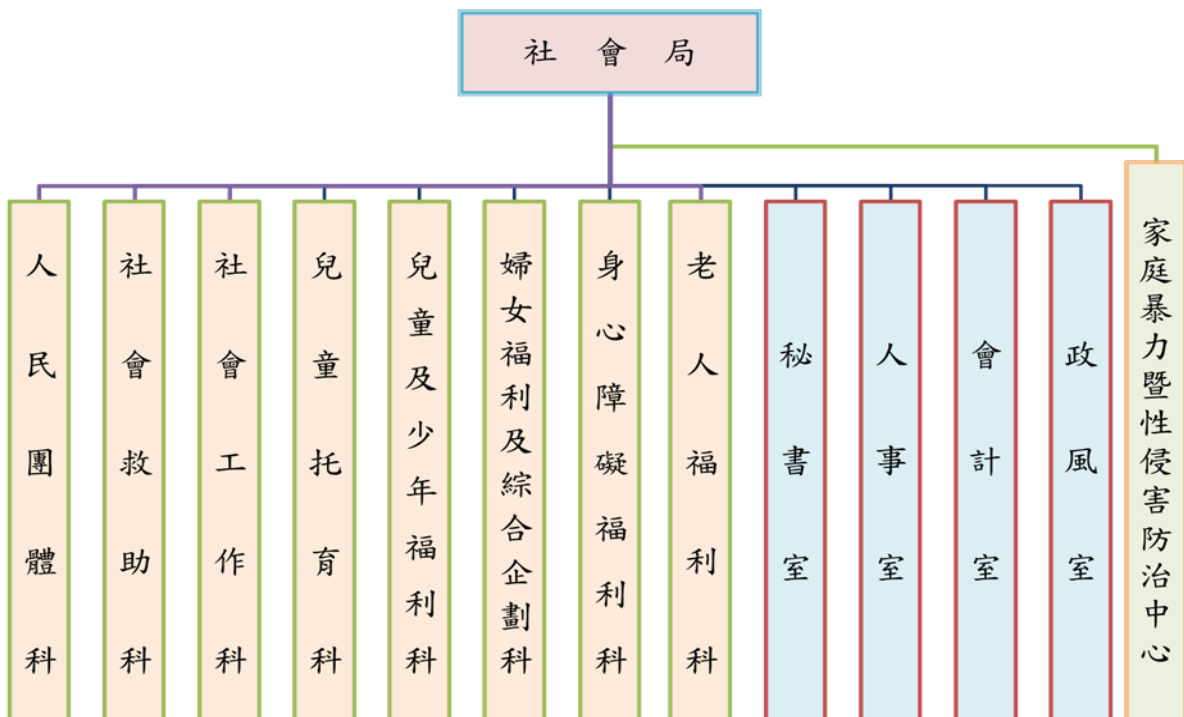 社會局
人民團體科
社會救助科
社會工作科
兒童托育科
兒童及少年福利科
婦女福利及綜合企劃科
身心障礙福利科
老人福利科
秘書室
人事室
會計室
政風室
家庭暴力暨性侵害防治中心